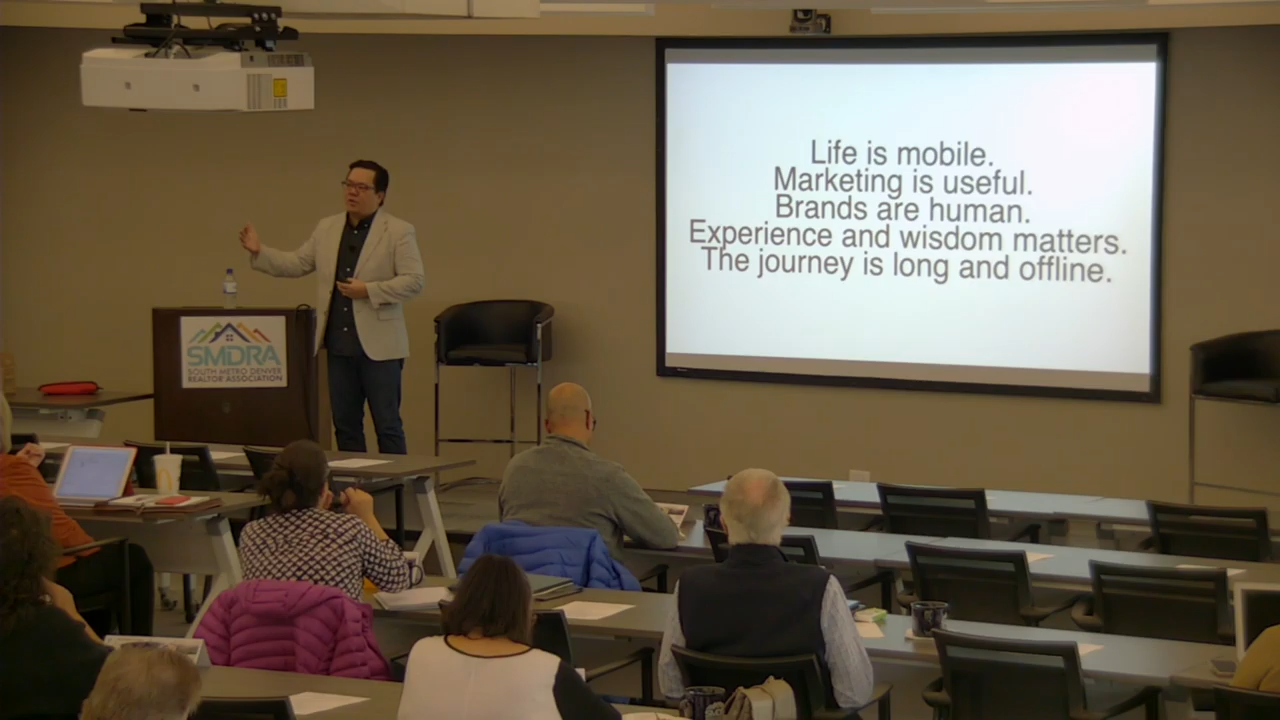 Life is mobile.
Marketing is useful.
Brands are human.
Experience and wisdom matters.
The journey is long and offline.
SMDRA
SOUTH METRO DENVER
REALTOR® ASSOCIATION